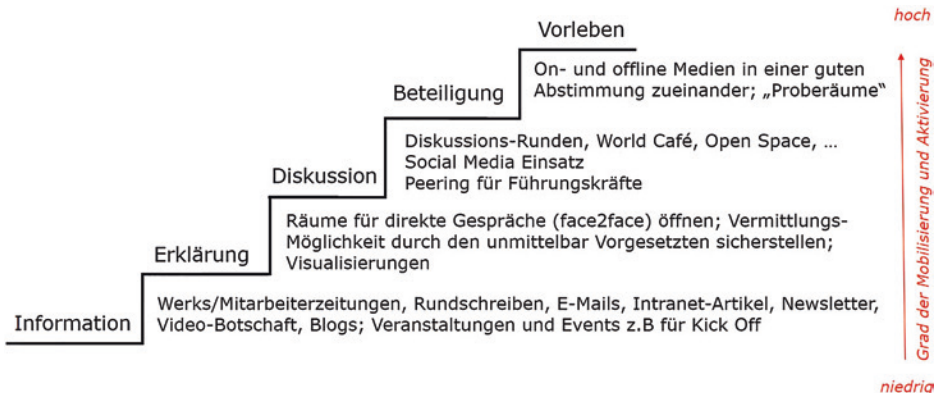 hoch
Vorleben
On- und offline Medien in einer guten
Abstimmung zueinander; „Proberäume“
Beteiligung
Diskussions-Runden, World Café, Open Space, ...
Social Media Einsatz
Peering für Führungskräfte
Diskussion
Räume für direkte Gespräche (face2face) öffnen; Vermittlungs-
Möglichkeit durch den unmittelbar Vorgesetzten sicherstellen;
Visualisierungen
Erklärung
Werks/Mitarbeiterzeitungen, Rundschreiben, E-Mails, Intranet-Artikel, Newsletter,
Video-Botschaft, Blogs; Veranstaltungen und Events z.B für Kick Off
Information
Grad der Mobilisierung und Aktivierung
niedrig